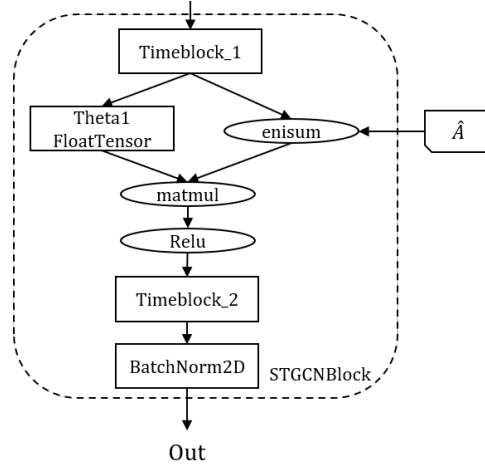 Timeblock_1
Theta1
FloatTensor
enisum
Â
matmul
Relu
Timeblock_2
BatchNorm2D
STGCNBlock
Out